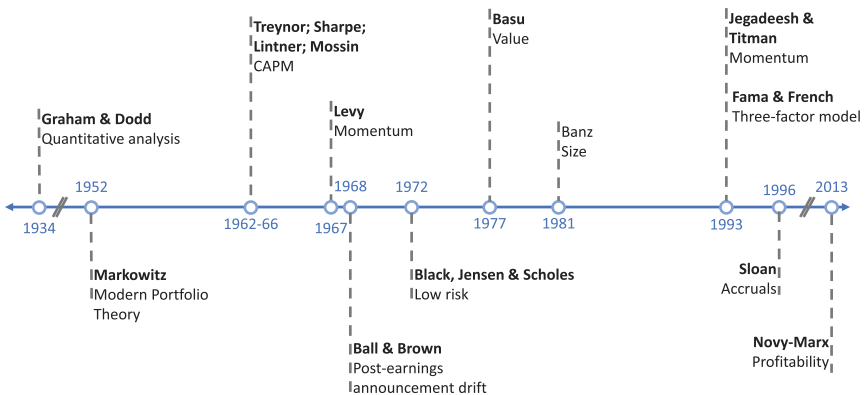 Graham & Dodd
Quantitative analysis
1934
1952
Markowitz
Modern Portfolio
Theory
Treynor; Sharpe;
Lintner; Mossin
CAPM
1962-66
Levy
Momentum
1967
1968
Ball & Brown
Post-earnings
announcement drift
1972
Black, Jensen & Scholes
Low risk
Basu
Value
1977
Banz
Size
1981
Jegadeesh &
Titman
Momentum
Fama & French
Three-factor model
1993
1996
Sloan
Accruals
2013
Novy-Marx
Profitability